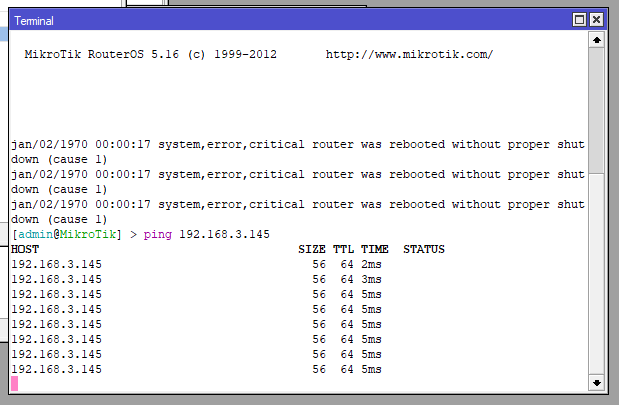 Terminal
MikroTik RouterOS 5.16 (c) 1999-2012 http://www.mikrotik.com/
jan/02/1970 00:00:17 system,error,critical router was rebooted without proper shut
down (cause 1)
jan/02/1970 00:00:17 system,error,critical router was rebooted without proper shut
down (cause 1)
jan/02/1970 00:00:17 system,error,critical router was rebooted without proper shut
down (cause 1)
[admin@MikroTik] > ping 192.168.3.145
HOST SIZE TTL TIME STATUS
192.168.3.145 56 64 2ms
192.168.3.145 56 64 3ms
192.168.3.145 56 64 5ms
192.168.3.145 56 64 5ms
192.168.3.145 56 64 5ms
192.168.3.145 56 64 5ms
192.168.3.145 56 64 5ms
192.168.3.145 56 64 5ms